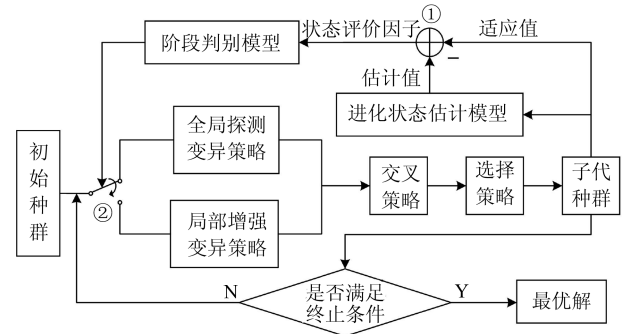 ①
阶段判别模型
状态评价因子
适应值
估计值
进化状态估计模型
全局探测
变异策略
初
始
种
群
②
局部增强
变异策略
交叉
策略
选择
策略
子代
种群
N
是否满足
终止条件
Y
最优解